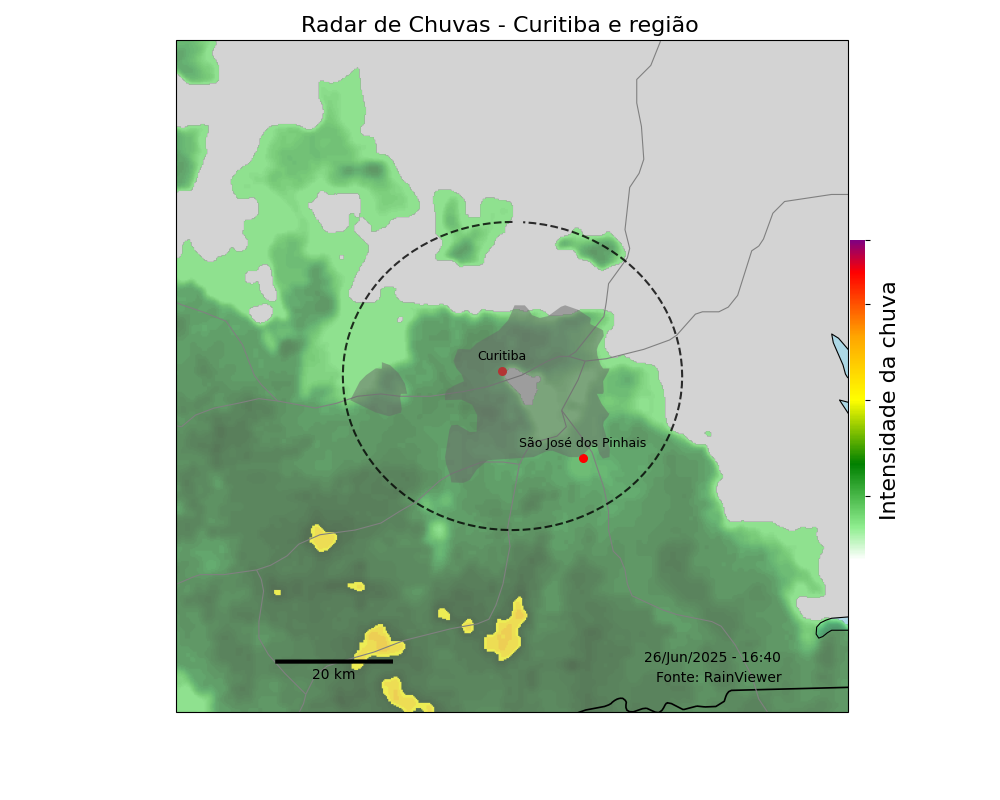 Radar de Chuvas - Curitiba e região
Curitiba
São José dos Pinhais
Intensidade da chuva
26/Jun/2025 - 16:40
20 km
Fonte: RainViewer